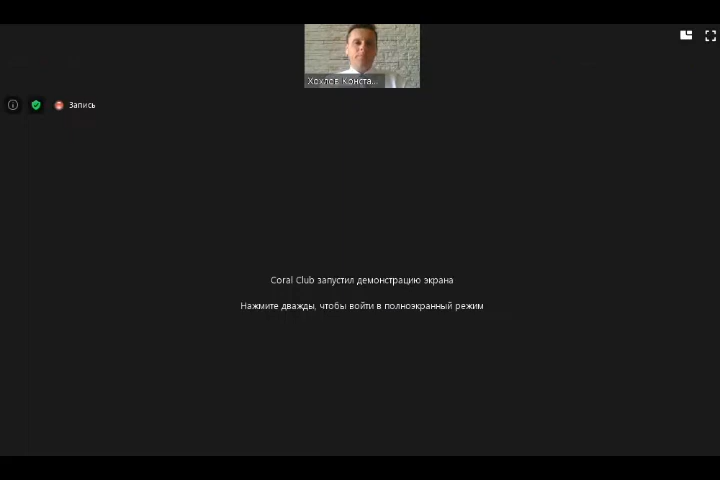 Хохлов Конста...
Запись
Coral Club запустил демонстрацию экрана
Нажмите дважды, чтобы войти в полноэкранный режим